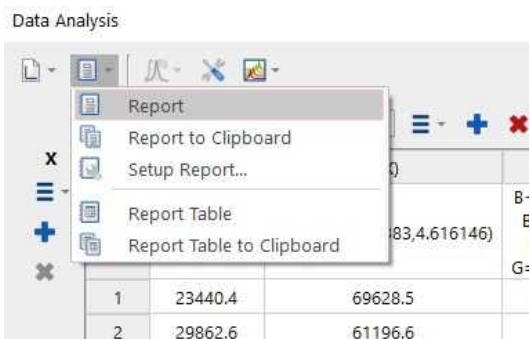 Data Analysis
Report
Report to Clipboard
Setup Report...
Report Table
Report Table to Clipboard
X
383,4.616146)
B-
G=
1 23440.4 69628.5
2 29862.6 61196.6